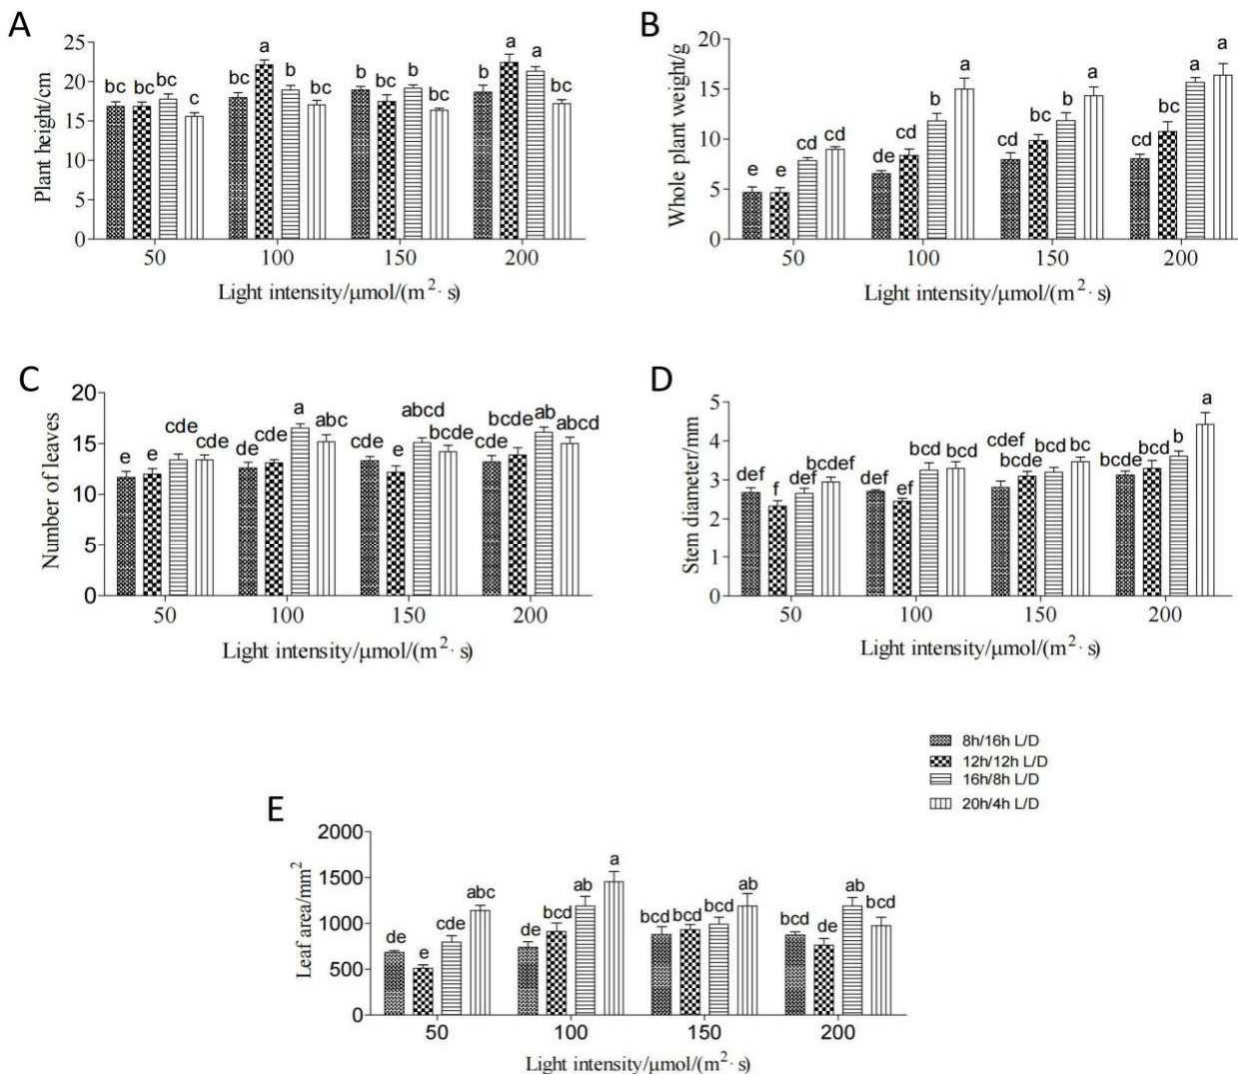 A
Plant height/cm
25
20
15
10
5
0
bc bc bc c
bc a b bc
b bc b bc
b a a bc
50 100 150 200
Light intensity/μmol/(m²· s)
B
Whole plant weight/g
20
15
10
5
0
e e cd cd
de cd b a
cd bc b a
cd bc a a
50 100 150 200
Light intensity/μmol/(m²· s)
C
Number of leaves
20
15
10
5
0
e e cde cde
de cde a abc
cde e abcd bcde
cde bcde ab abcd
50 100 150 200
Light intensity/μmol/(m²· s)
D
Stem diameter/mm
5
4
3
2
1
0
def f def bcdef
def ef bcd bcd
cdef bcde bcd bc
bcde bcd b a
50 100 150 200
Light intensity/μmol/(m²· s)
8h/16h L/D
12h/12h L/D
16h/8h L/D
20h/4h L/D
E
Leaf area/mm²
2000
1500
1000
500
0
de e cde abc
de bcd ab a
bcd bcd bcd ab
bcd de ab bcd
50 100 150 200
Light intensity/μmol/(m²· s)